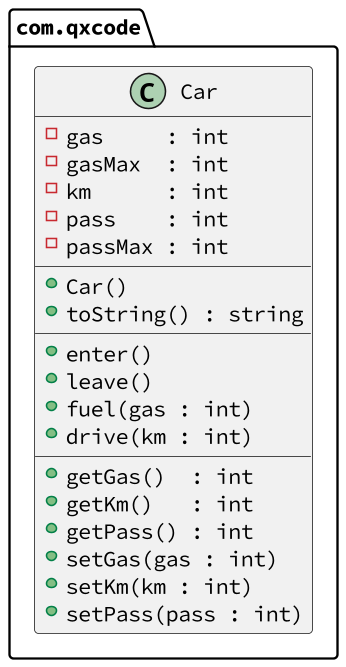 com.qxcode
C Car
gas : int
gasMax : int
km : int
pass : int
passMax : int
Car()
toString() : string
enter()
leave()
fuel(gas : int)
drive(km : int)
getGas() : int
getKm() : int
getPass() : int
setGas(gas : int)
setKm(km : int)
setPass(pass : int)